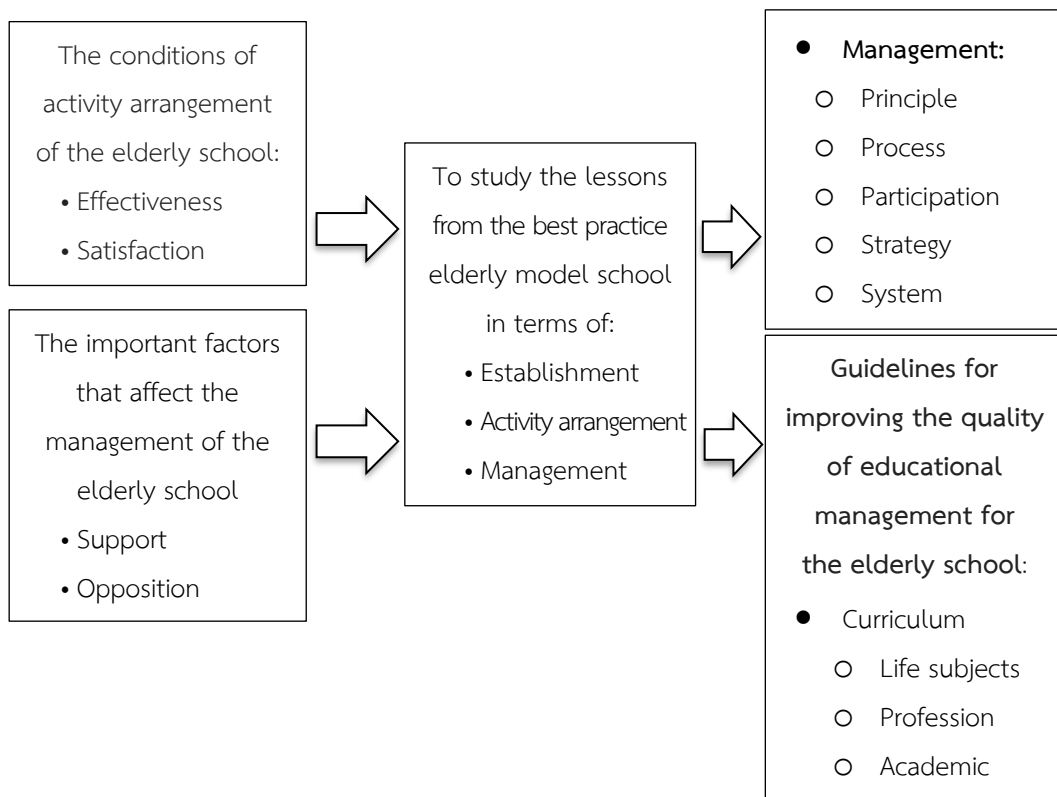 The conditions of
activity arrangement
of the elderly school:
• Effectiveness
• Satisfaction
The important factors
that affect the
management of the
elderly school
• Support
• Opposition
To study the lessons
from the best practice
elderly model school
in terms of:
• Establishment
• Activity arrangement
• Management
● Management:
○ Principle
○ Process
○ Participation
○ Strategy
○ System
Guidelines for
improving the quality
of educational
management for
the elderly school:
● Curriculum
○ Life subjects
○ Profession
○ Academic